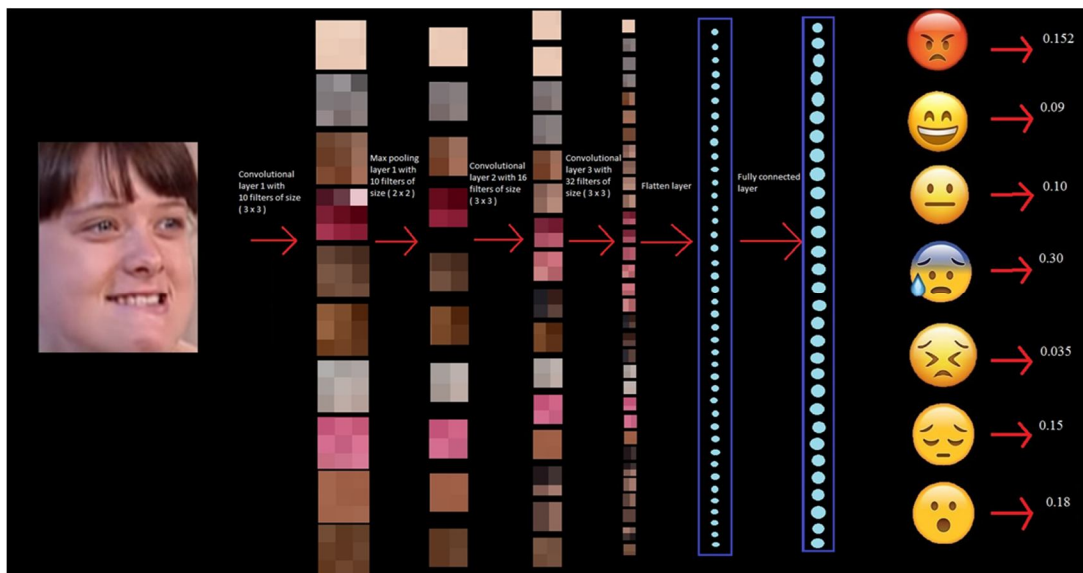 Convolutional
layer 1 with
10 filters of size
( 3 x 3 )
Max pooling
layer 1 with
10 filters of
size ( 2 x 2 )
Convolutional
layer 2 with 16
filters of size
( 3 x 3 )
Convolutional
layer 3 with
32 filters of
size ( 3 x 3 )
Flatten layer
Fully connected
layer
0.152
0.09
0.10
0.30
0.035
0.15
0.18